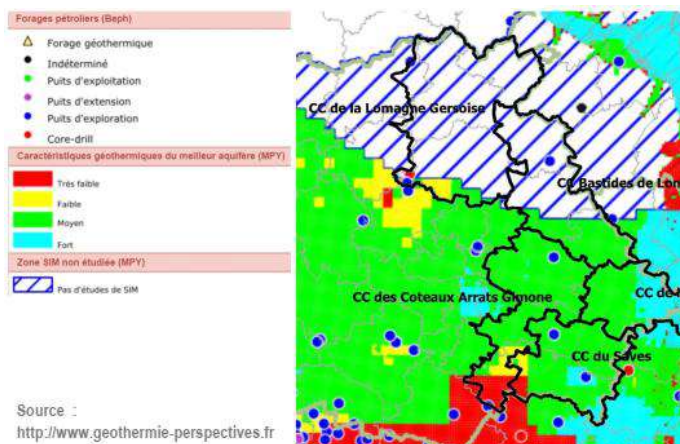 Forages pétroliers (Beph)
Forage géothermique
Indéterminé
Puits d'exploitation
Puits d'extension
Puits d'exploration
Core-drill
Caractéristiques géothermiques du meilleur aquifère (MPY)
Très faible
Faible
Moyen
Fort
Zone SIM non étudiée (MPY)
Pas d'études de SIM
Source :
http://www.geothermie-perspectives.fr
CC de la Lomagne Gersoise
CC Bastides de Lom
CC des Coteaux Arrats Gimone
CC de
CC du Saves